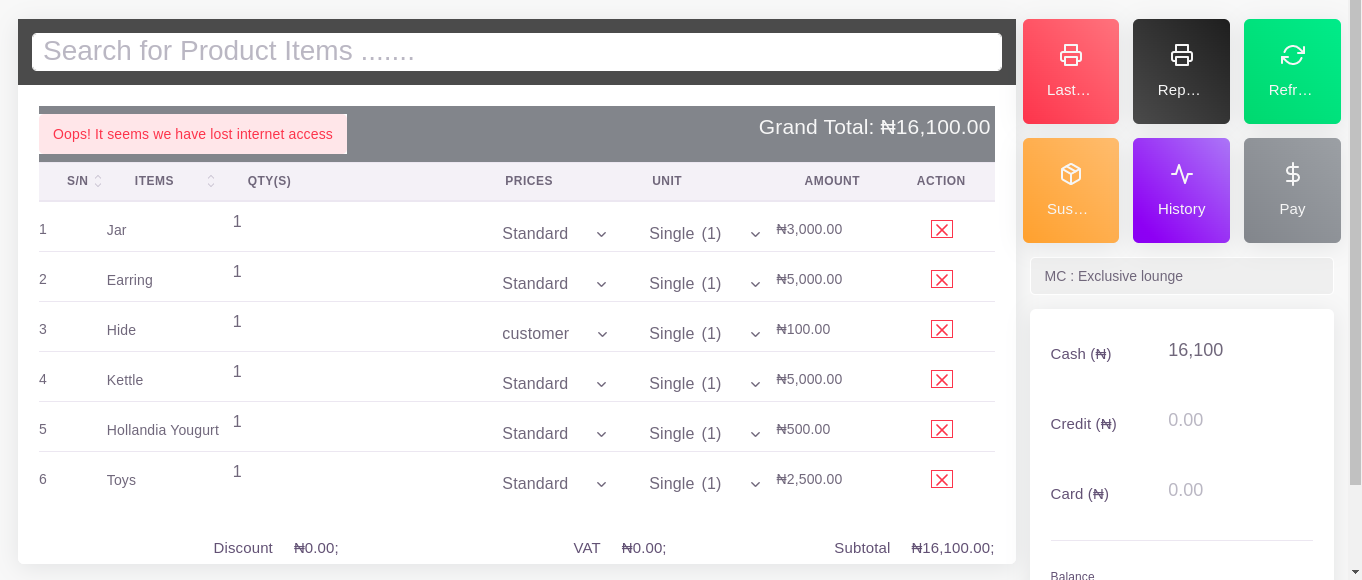 Search for Product Items .......
Oops! It seems we have lost internet access
Grand Total: ₦16,100.00
S/N ITEMS QTY(S) PRICES UNIT AMOUNT ACTION
1 Jar 1 Standard Single (1) ₦3,000.00
2 Earring 1 Standard Single (1) ₦5,000.00
3 Hide 1 customer Single (1) ₦100.00
4 Kettle 1 Standard Single (1) ₦5,000.00
5 Hollandia Yougurt 1 Standard Single (1) ₦500.00
6 Toys 1 Standard Single (1) ₦2,500.00
Discount ₦0.00; VAT ₦0.00; Subtotal ₦16,100.00;
Last… Rep… Refr…
Sus… History Pay
MC : Exclusive lounge
Cash (₦) 16,100
Credit (₦) 0.00
Card (₦) 0.00
Balance